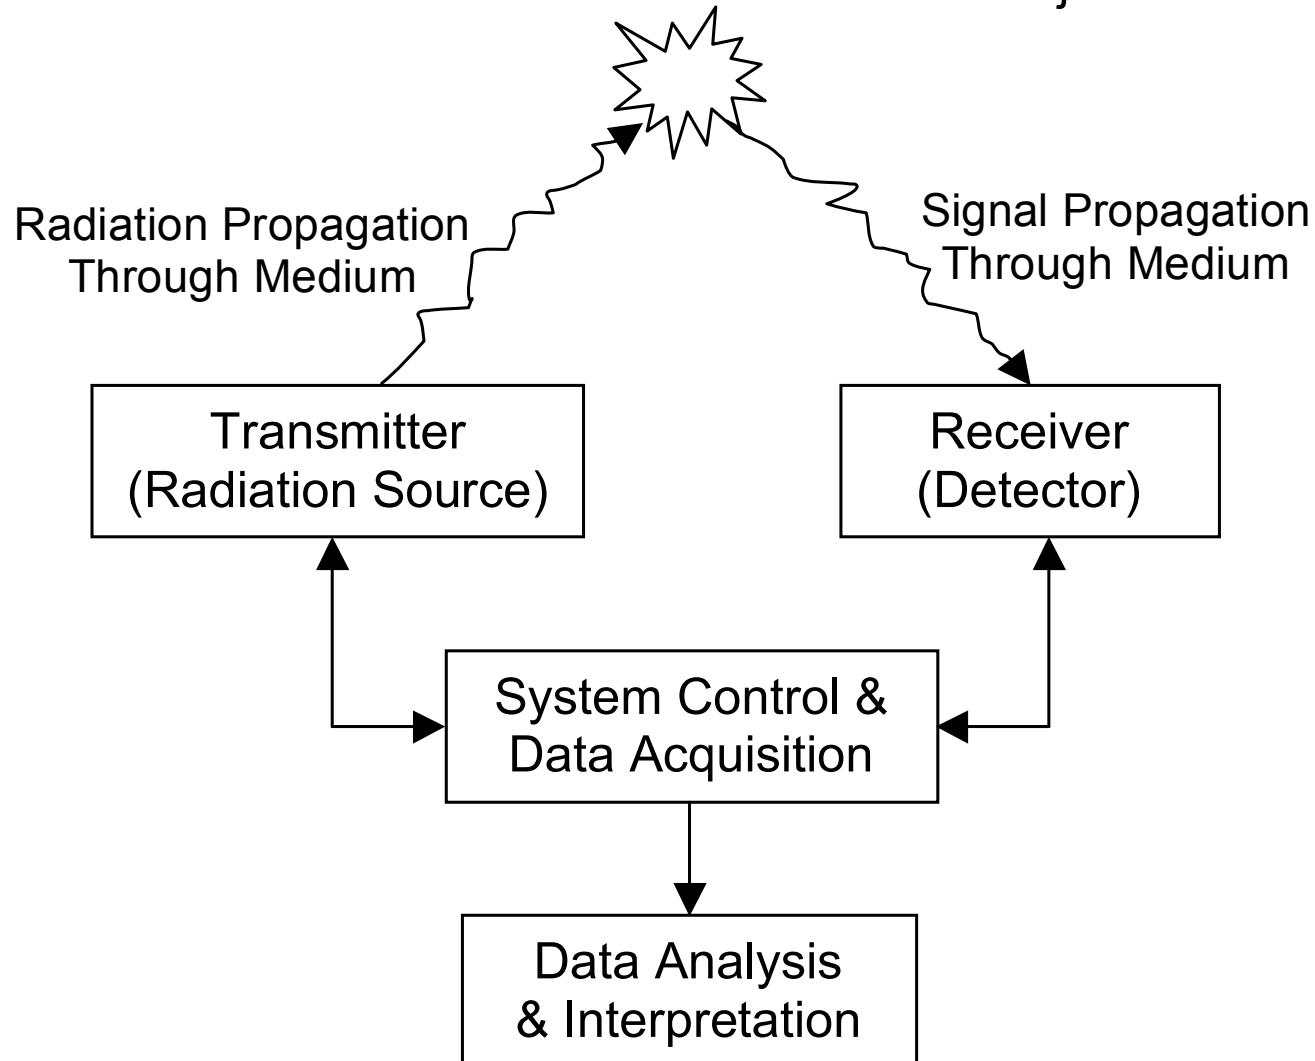 Radiation Propagation
Through Medium
Signal Propagation
Through Medium
Transmitter
(Radiation Source)
Receiver
(Detector)
System Control &
Data Acquisition
Data Analysis
& Interpretation